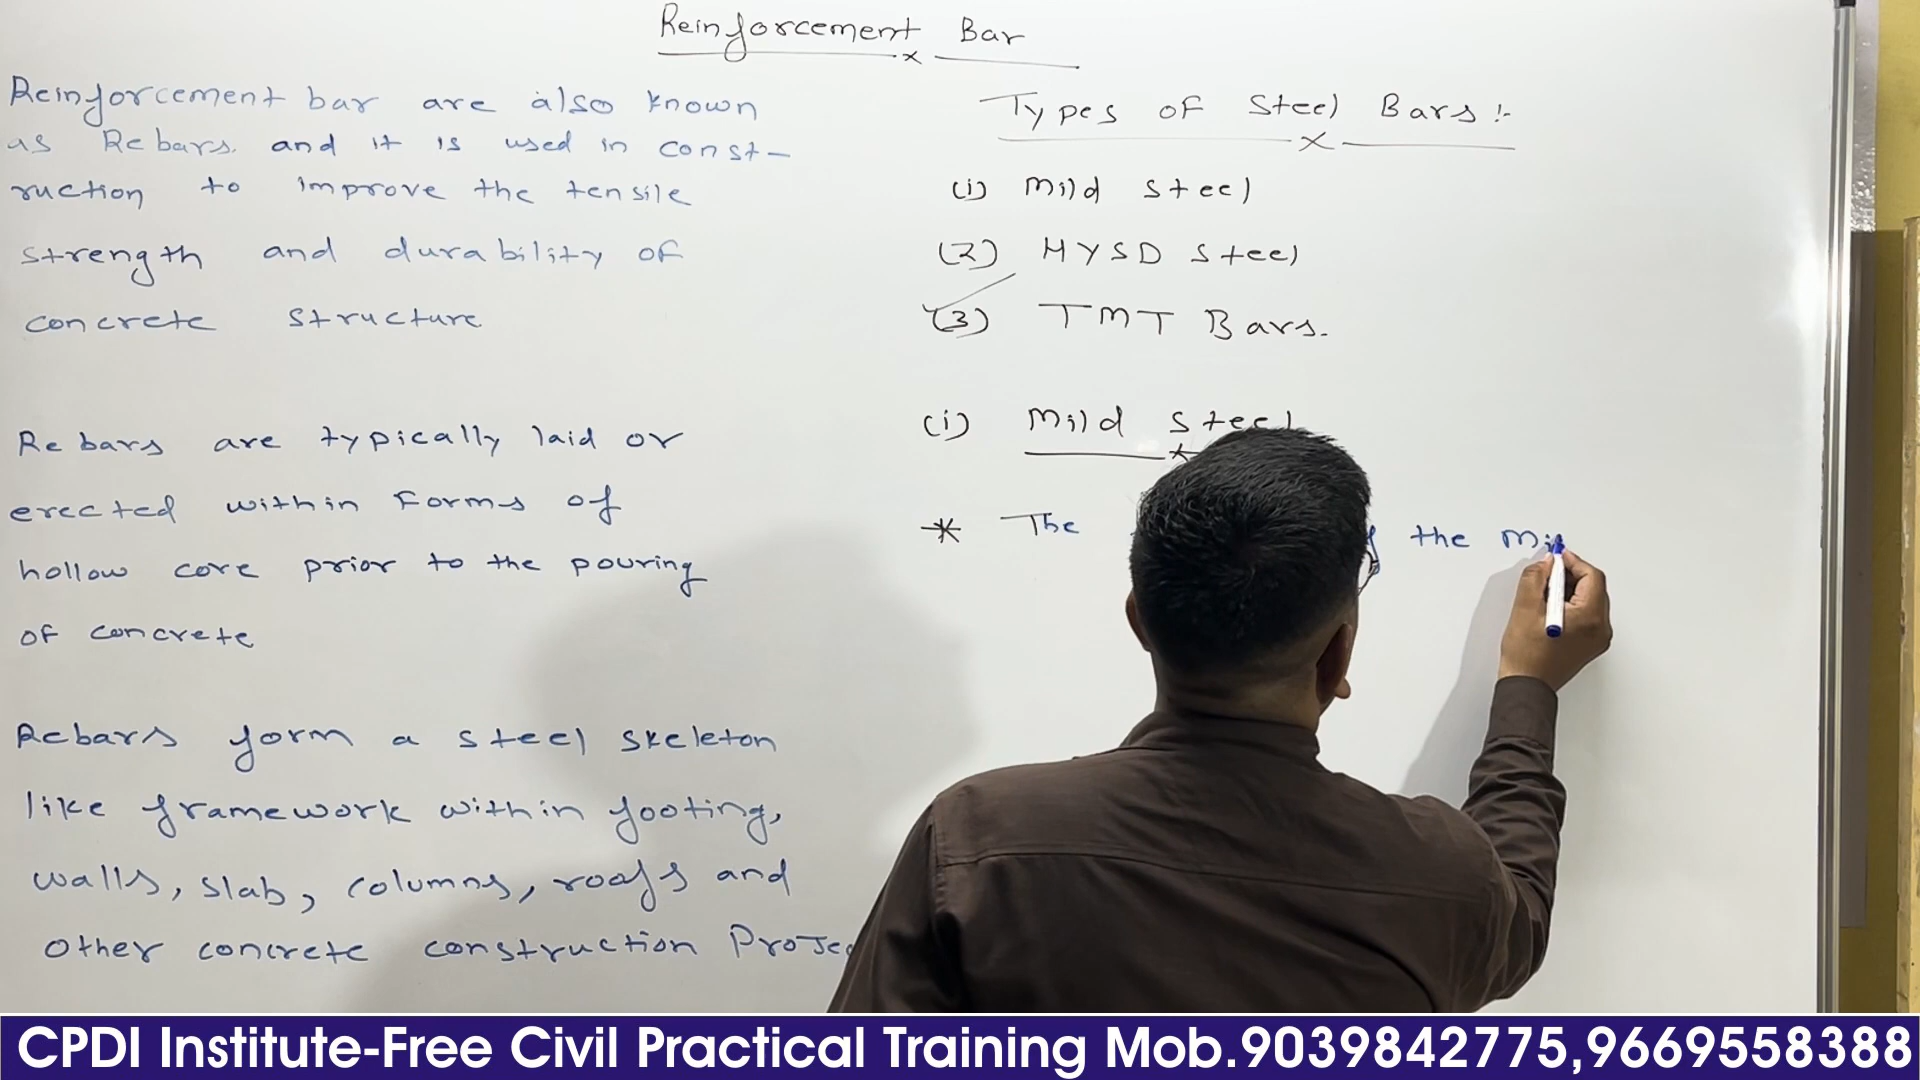 Reinforcement Bar
Reinforcement bar are also known
as Rebars. and it is used in const-
ruction to improve the tensile
strength and durability of
concrete structure
Rebars are typically laid or
erected within Forms of
hollow core prior to the pouring
of concrete
Rebars form a steel skeleton
like framework within footing,
walls, slab, columns, roofs and
other concrete construction Projec
Types of Steel Bars :-
(i) Mild Steel
(2) HYSD Steel
(3) TMT Bars.
(i) Mild Steel
* The the Mi
CPDI Institute-Free Civil Practical Training Mob.9039842775,9669558388